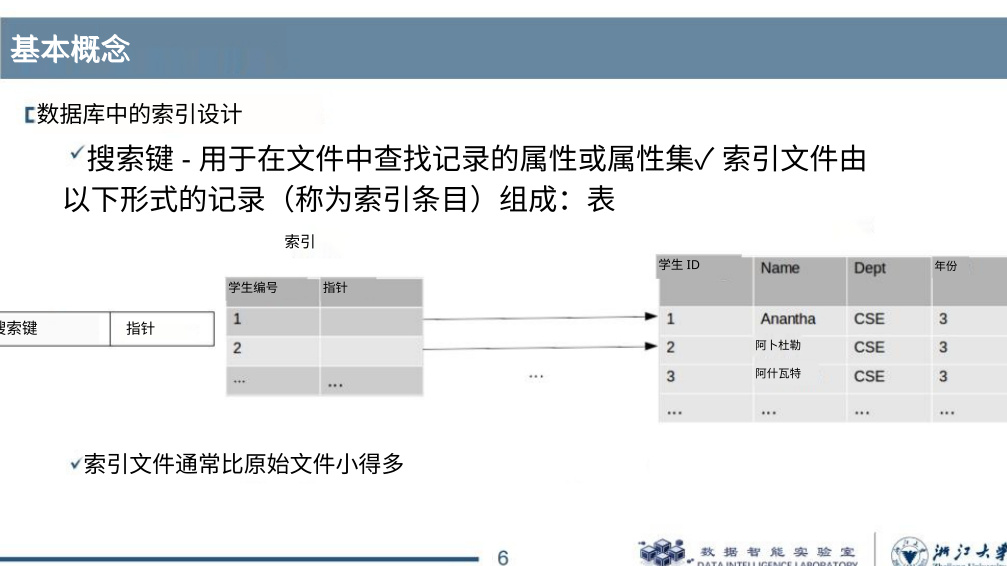 基本概念
数据库中的索引设计
✓搜索键 - 用于在文件中查找记录的属性或属性集✓ 索引文件由
以下形式的记录（称为索引条目）组成：表
索引
学生编号 指针
1
2
... ...
搜索键 指针
...
学生 ID Name Dept 年份
1 Anantha CSE 3
2 阿卜杜勒 CSE 3
3 阿什瓦特 CSE 3
... ... ... ...
✓索引文件通常比原始文件小得多
6
数据智能实验室
DATA INTELLIGENCE LABORATORY
浙江大学